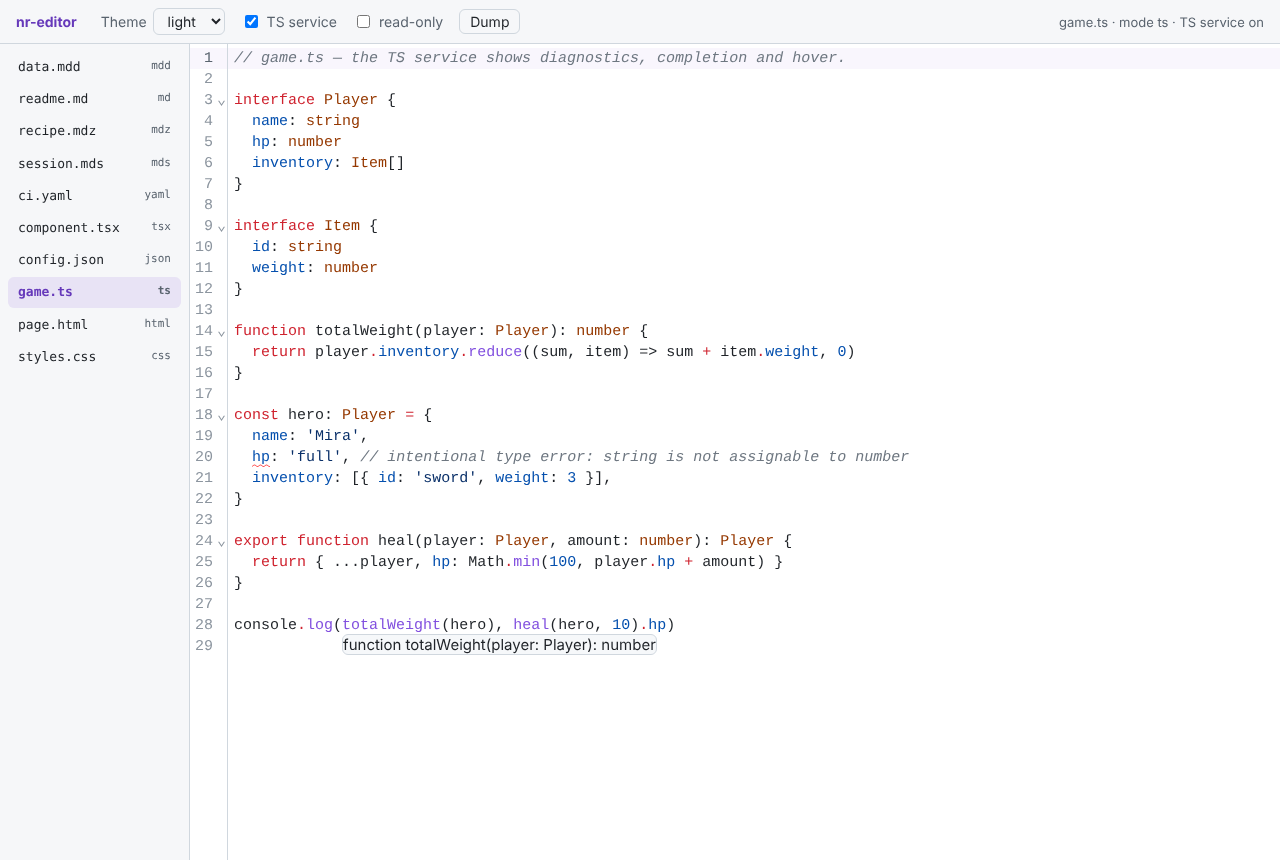 nr-editor Theme light TS service read-only Dump game.ts · mode ts · TS service on
data.mdd mdd
readme.md md
recipe.mdz mdz
session.mds mds
ci.yaml yaml
component.tsx tsx
config.json json
game.ts ts
page.html html
styles.css css
1 // game.ts — the TS service shows diagnostics, completion and hover.
2
3 interface Player {
4   name: string
5   hp: number
6   inventory: Item[]
7 }
8
9 interface Item {
10   id: string
11   weight: number
12 }
13
14 function totalWeight(player: Player): number {
15   return player.inventory.reduce((sum, item) => sum + item.weight, 0)
16 }
17
18 const hero: Player = {
19   name: 'Mira',
20   hp: 'full', // intentional type error: string is not assignable to number
21   inventory: [{ id: 'sword', weight: 3 }],
22 }
23
24 export function heal(player: Player, amount: number): Player {
25   return { ...player, hp: Math.min(100, player.hp + amount) }
26 }
27
28 console.log(totalWeight(hero), heal(hero, 10).hp)
29 function totalWeight(player: Player): number